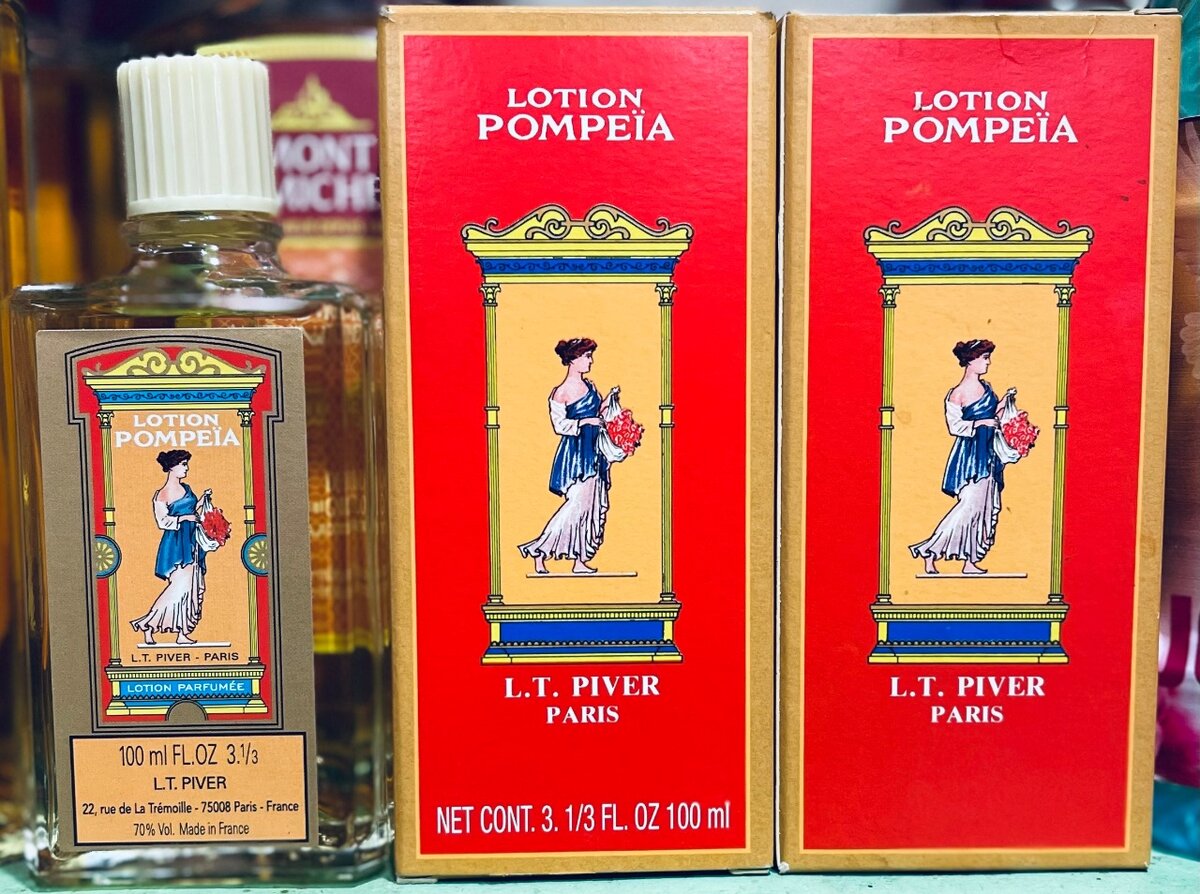 MONT
MICHE
LOTION
POMPEÏA
L.T. PIVER - PARIS
LOTION PARFUMÉE
100 ml FL.OZ 3.1/3
L.T. PIVER
22, rue de La Trémoille - 75008 Paris - France
70% Vol. Made in France
LOTION
POMPEÏA
L.T. PIVER
PARIS
NET CONT. 3. 1/3 FL. OZ 100 ml
LOTION
POMPEÏA
L.T. PIVER
PARIS